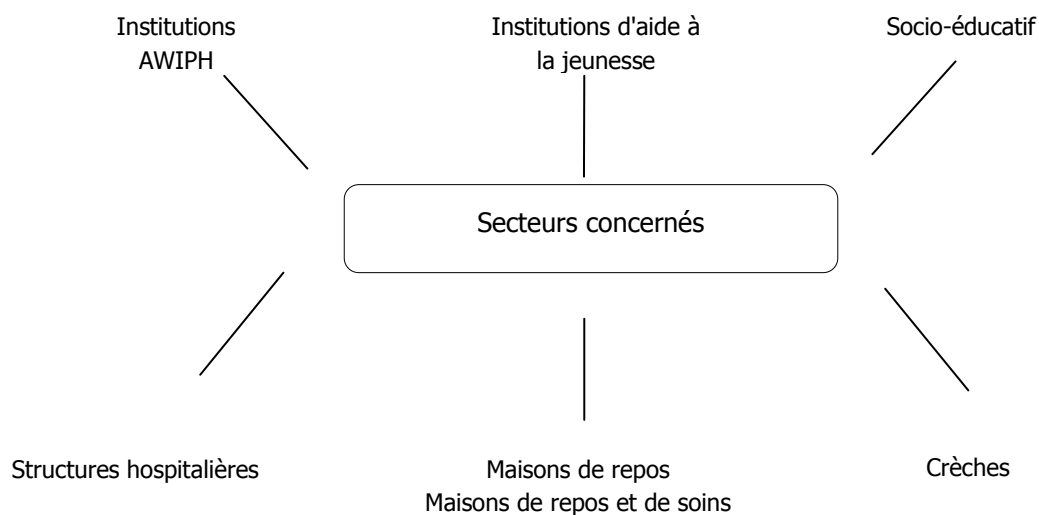 Institutions
AWIPH
Institutions d'aide à
la jeunesse
Socio-éducatif
Secteurs concernés
Structures hospitalières
Maisons de repos
Maisons de repos et de soins
Crèches